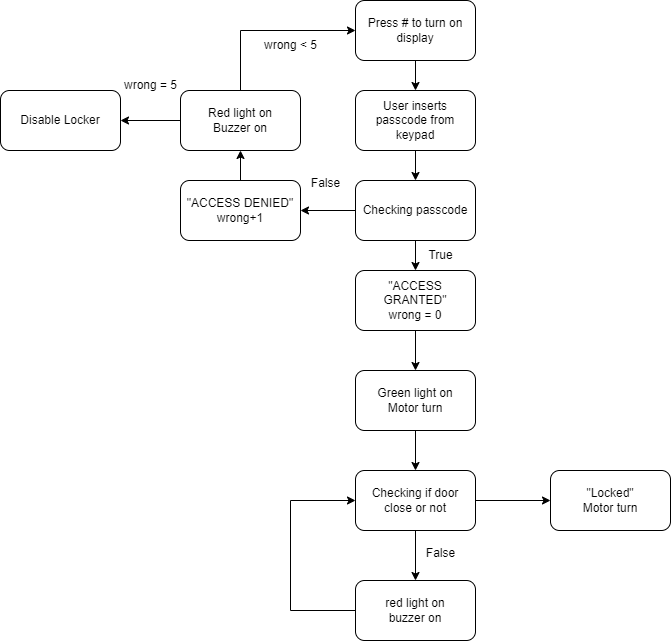 Press # to turn on
display
wrong < 5
wrong = 5
Disable Locker
Red light on
Buzzer on
User inserts
passcode from
keypad
"ACCESS DENIED"
wrong+1
False
Checking passcode
True
"ACCESS
GRANTED"
wrong = 0
Green light on
Motor turn
Checking if door
close or not
"Locked"
Motor turn
False
red light on
buzzer on